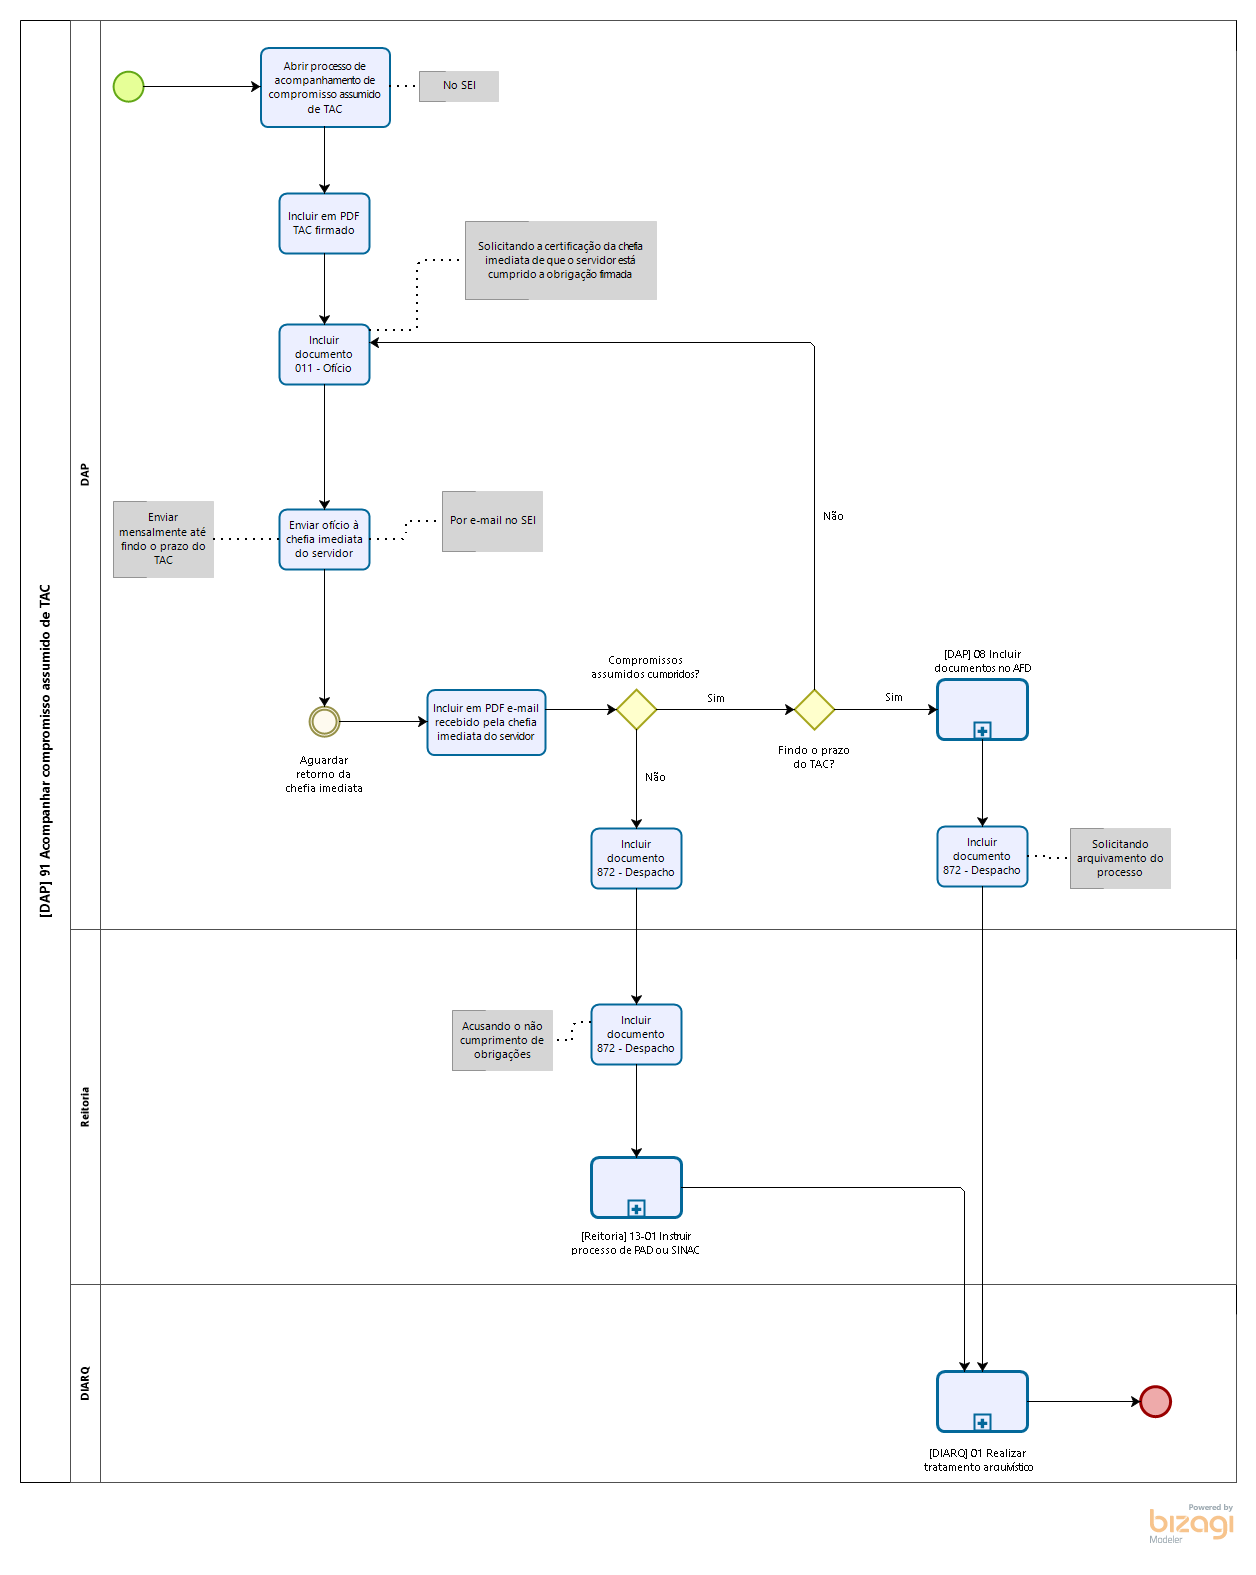 [DAP] 91 Acompanhar compromisso assumido de TAC
DAP
Abrir processo de
acompanhamento de
compromisso assumido
de TAC
No SEI
Incluir em PDF
TAC firmado
Solicitando a certificação da chefia
imediata de que o servidor está
cumprido a obrigação firmada
Incluir
documento
011 - Ofício
Enviar
mensalmente até
findo o prazo do
TAC
Enviar ofício à
chefia imediata
do servidor
Por e-mail no SEI
Não
Aguardar
retorno da
chefia imediata
Incluir em PDF e-mail
recebido pela chefia
imediata do servidor
Compromissos
assumidos cumpridos?
Sim
Findo o prazo
do TAC?
Sim
[DAP] 08 Incluir
documentos no AFD
Não
Incluir
documento
872 - Despacho
Incluir
documento
872 - Despacho
Solicitando
arquivamento do
processo
Reitoria
Acusando o não
cumprimento de
obrigações
Incluir
documento
872 - Despacho
[Reitoria] 13-01 Instruir
processo de PAD ou SINAC
DIARQ
[DIARQ] 01 Realizar
tratamento arquivístico
Powered by
bizagi
Modeler